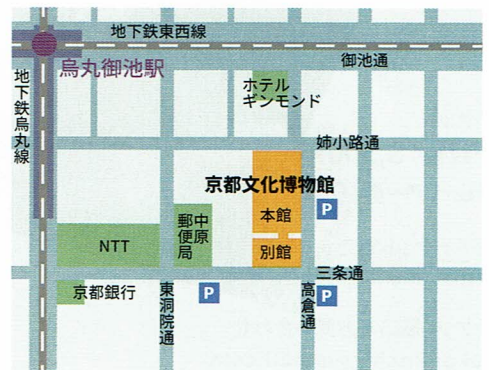 地下鉄東西線
御池通
烏丸御池駅
地下鉄烏丸線
ホテル
ギンモンド
姉小路通
京都文化博物館
本館
P
中原
郵便局
NTT
別館
三条通
京都銀行
東洞院通
P
高倉通
P